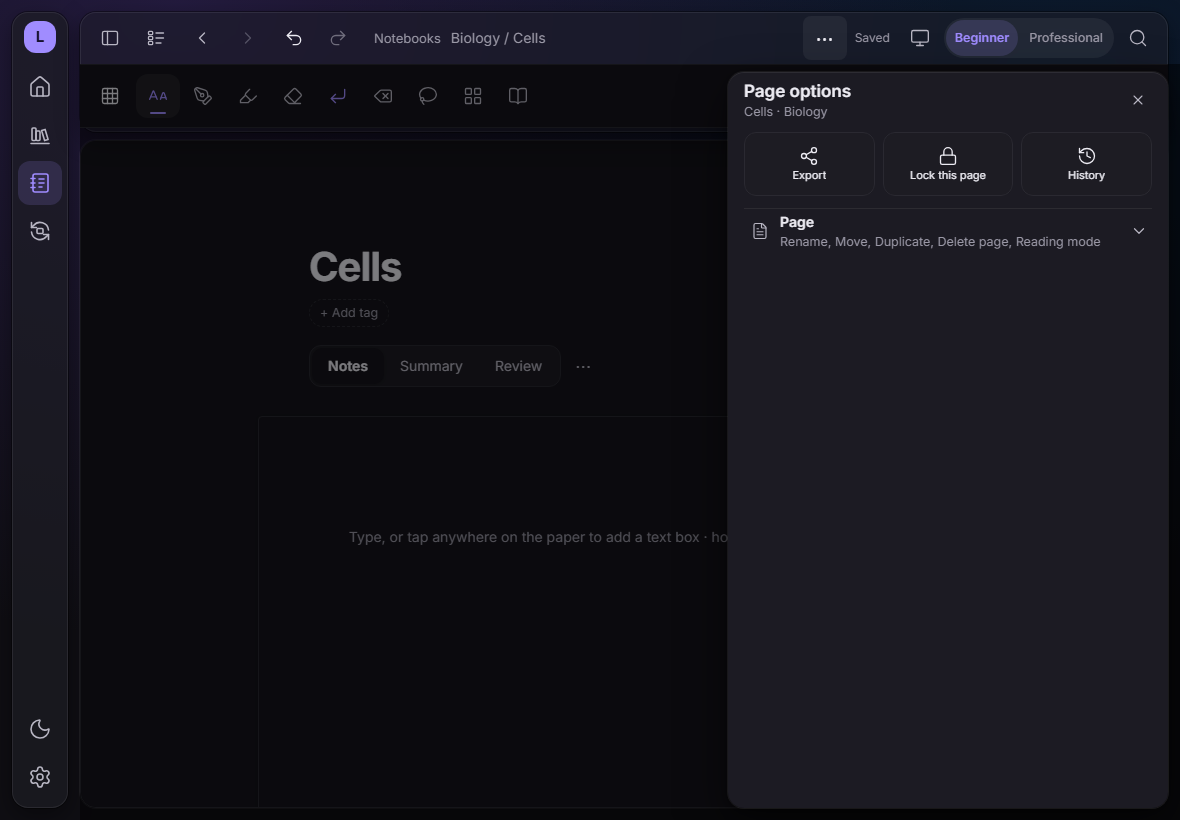 L
Notebooks Biology / Cells
Saved
Beginner Professional
AA
Page options
Cells · Biology
Export
Lock this page
History
Page
Rename, Move, Duplicate, Delete page, Reading mode
Cells
+ Add tag
Notes Summary Review
Type, or tap anywhere on the paper to add a text box · ho